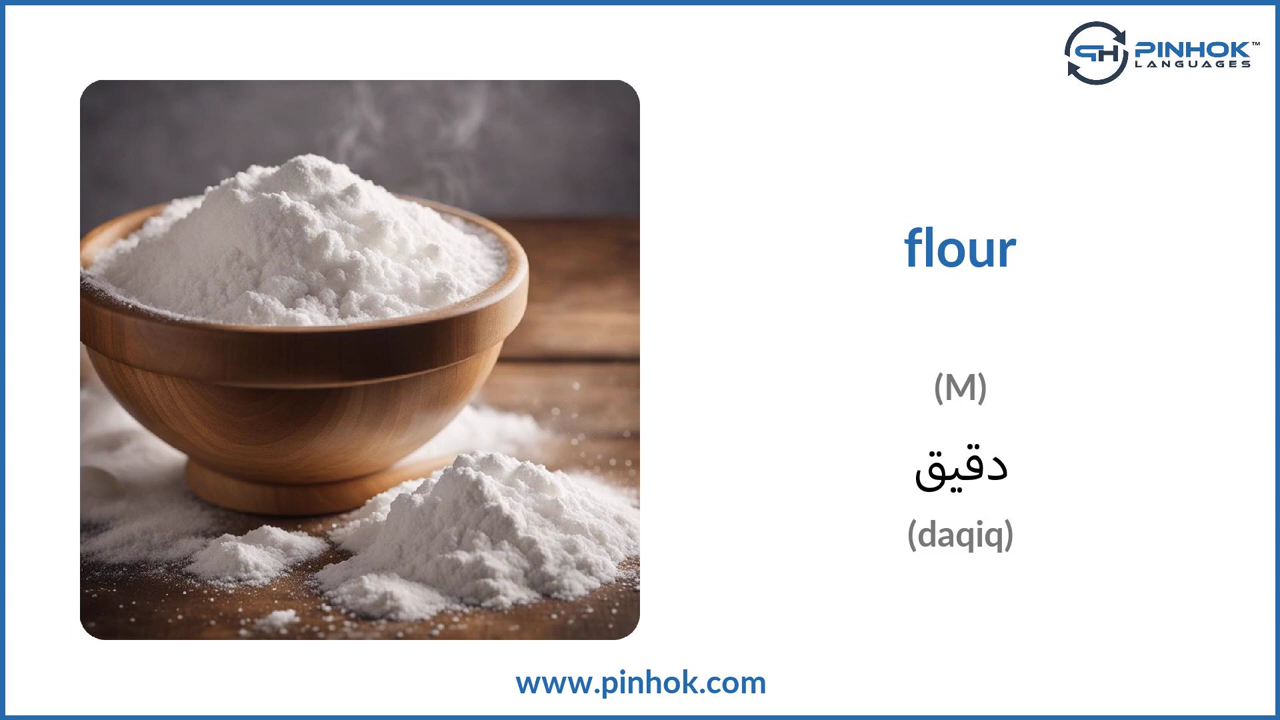 PINHOK™
LANGUAGES
flour
(M)
دقيق
(daqiq)
www.pinhok.com